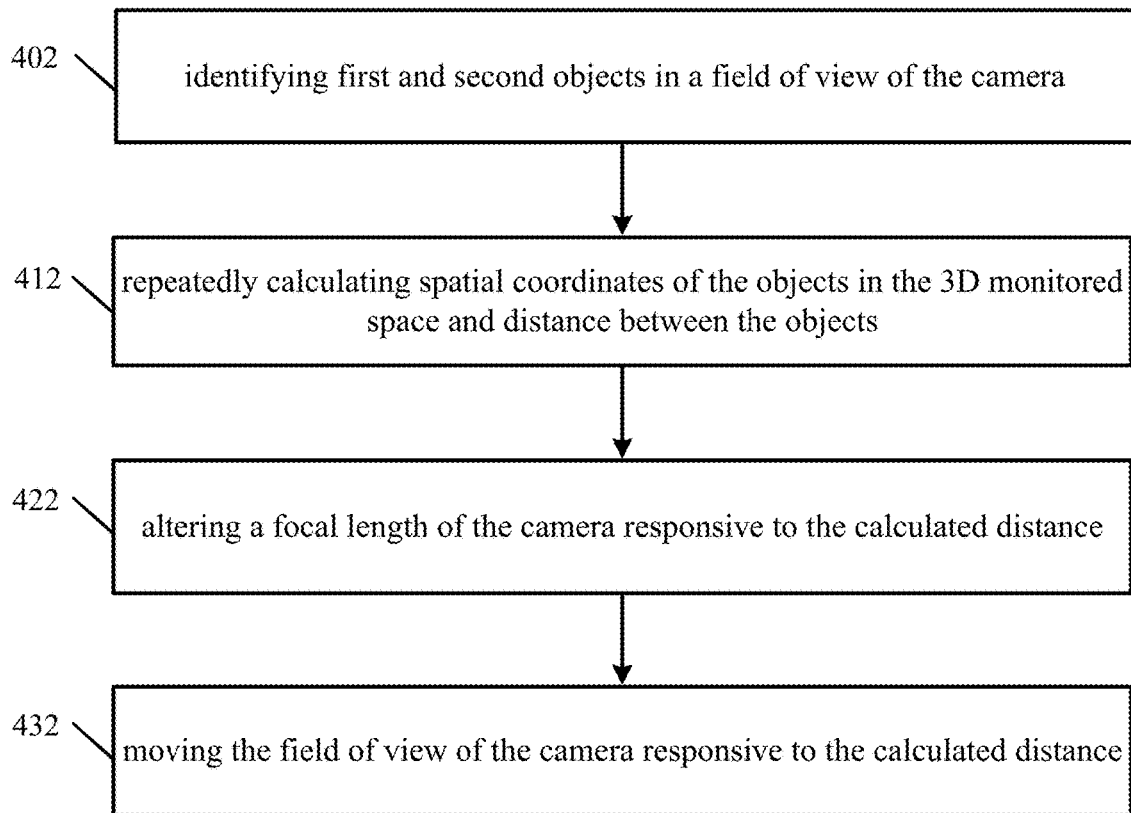 402
identifying first and second objects in a field of view of the camera
412
repeatedly calculating spatial coordinates of the objects in the 3D monitored
space and distance between the objects
422
altering a focal length of the camera responsive to the calculated distance
432
moving the field of view of the camera responsive to the calculated distance